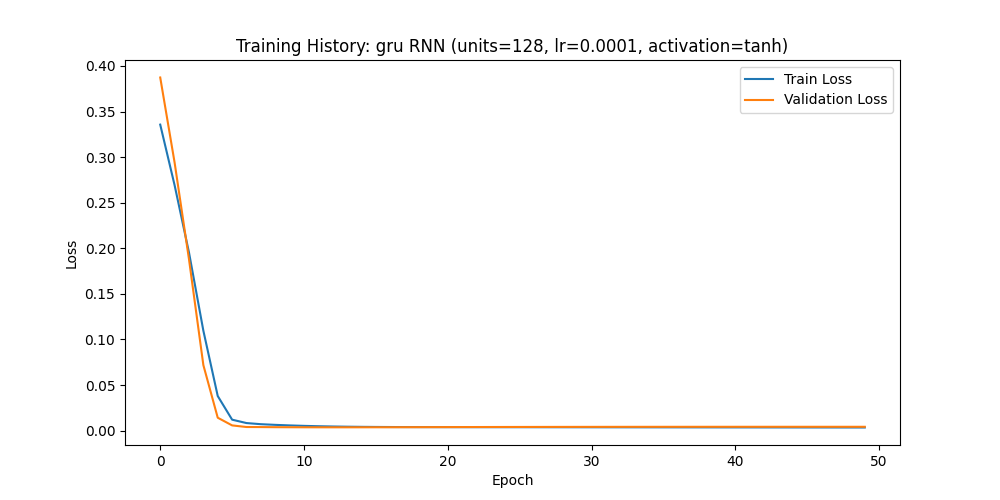 Training History: gru RNN (units=128, lr=0.0001, activation=tanh)
Train Loss
Validation Loss
0.40
0.35
0.30
0.25
0.20
0.15
0.10
0.05
0.00
Loss
0 10 20 30 40 50
Epoch